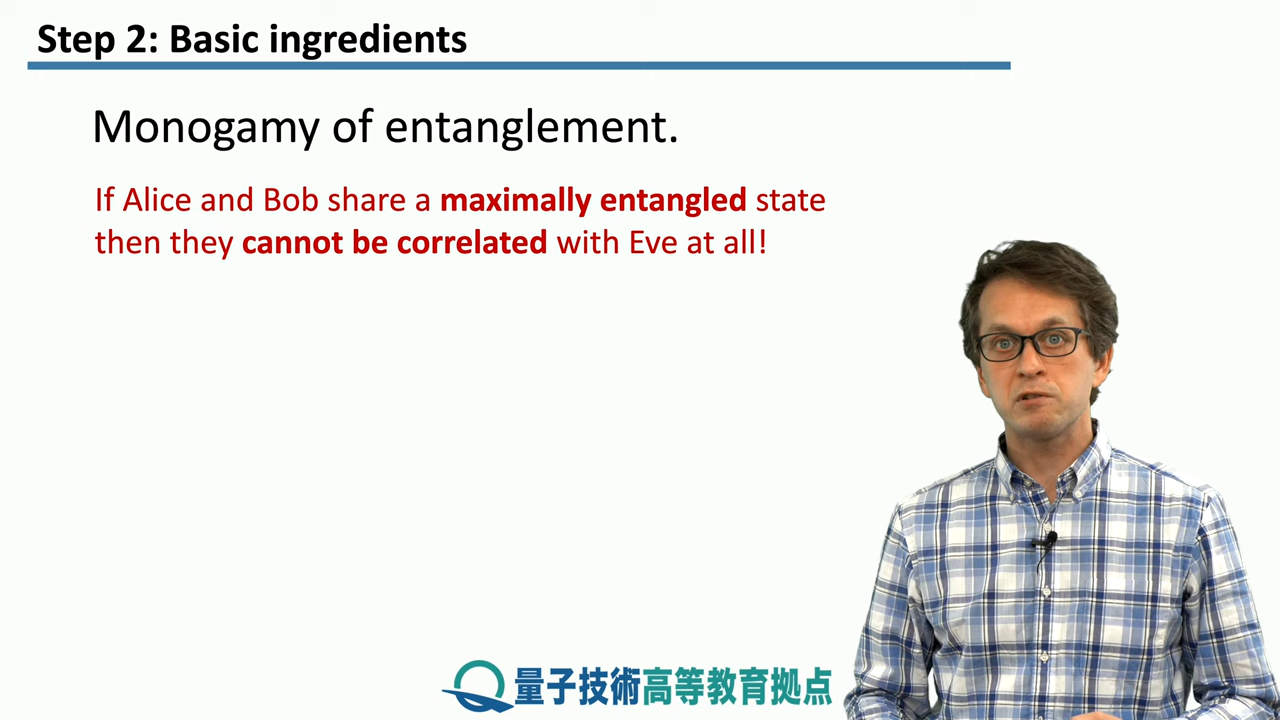 Step 2: Basic ingredients
Monogamy of entanglement.
If Alice and Bob share a maximally entangled state
then they cannot be correlated with Eve at all!
量子技術高等教育拠点